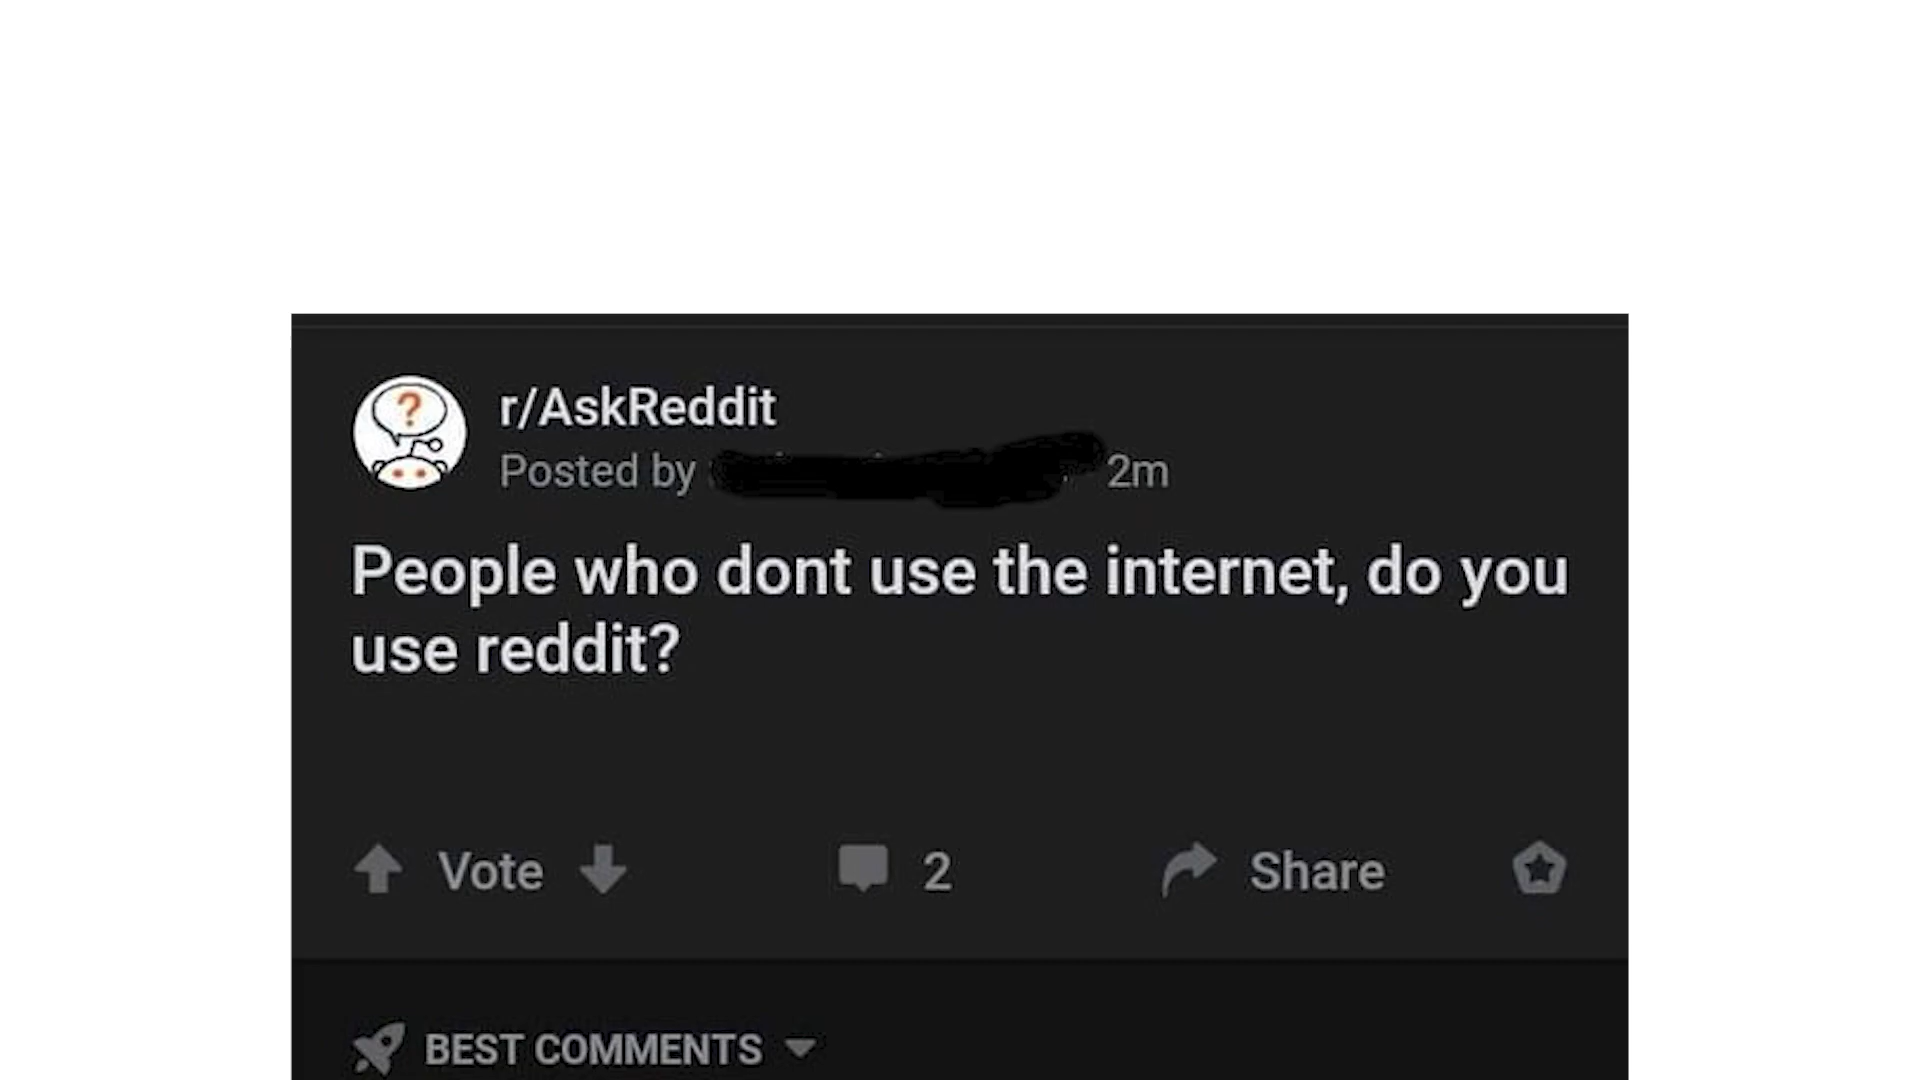 ?
r/AskReddit
Posted by 2m
People who dont use the internet, do you
use reddit?
Vote 2 Share
BEST COMMENTS